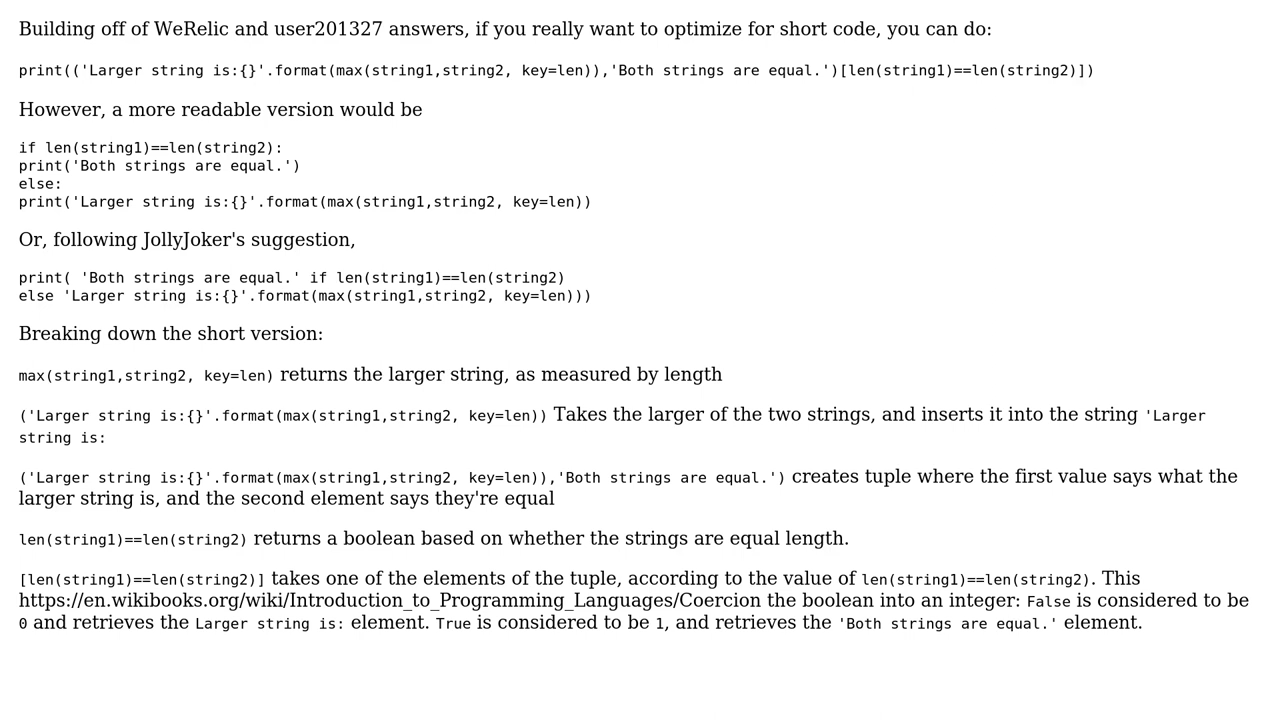 Building off of WeRelic and user201327 answers, if you really want to optimize for short code, you can do:
print(('Larger string is:{}'.format(max(string1,string2, key=len)),'Both strings are equal.')[len(string1)==len(string2)])
However, a more readable version would be
if len(string1)==len(string2):
print('Both strings are equal.')
else:
print('Larger string is:{}'.format(max(string1,string2, key=len))
Or, following JollyJoker's suggestion,
print( 'Both strings are equal.' if len(string1)==len(string2)
else 'Larger string is:{}'.format(max(string1,string2, key=len)))
Breaking down the short version:
max(string1,string2, key=len) returns the larger string, as measured by length
('Larger string is:{}'.format(max(string1,string2, key=len)) Takes the larger of the two strings, and inserts it into the string 'Larger
string is:
('Larger string is:{}'.format(max(string1,string2, key=len)),'Both strings are equal.') creates tuple where the first value says what the
larger string is, and the second element says they're equal
len(string1)==len(string2) returns a boolean based on whether the strings are equal length.
[len(string1)==len(string2)] takes one of the elements of the tuple, according to the value of len(string1)==len(string2). This
https://en.wikibooks.org/wiki/Introduction_to_Programming_Languages/Coercion the boolean into an integer: False is considered to be
0 and retrieves the Larger string is: element. True is considered to be 1, and retrieves the 'Both strings are equal.' element.